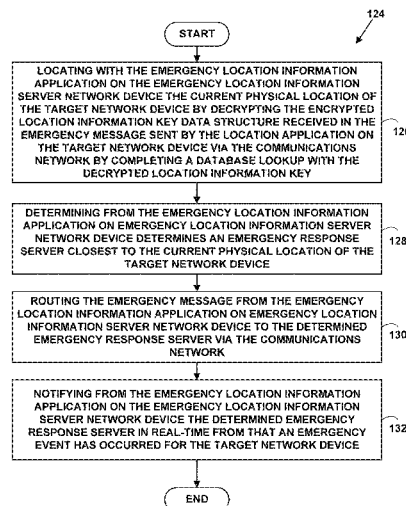 124
START
LOCATING WITH THE EMERGENCY LOCATION INFORMATION
APPLICATION ON THE EMERGENCY LOCATION INFORMATION
SERVER NETWORK DEVICE THE CURRENT PHYSICAL LOCATION OF
THE TARGET NETWORK DEVICE BY DECRYPTING THE ENCRYPTED
LOCATION INFORMATION KEY DATA STRUCTURE RECEIVED IN THE
EMERGENCY MESSAGE SENT BY THE LOCATION APPLICATION ON
THE TARGET NETWORK DEVICE VIA THE COMMUNICATIONS
NETWORK BY COMPLETING A DATABASE LOOKUP WITH THE
DECRYPTED LOCATION INFORMATION KEY
DETERMINING FROM THE EMERGENCY LOCATION INFORMATION
APPLICATION ON EMERGENCY LOCATION INFORMATION SERVER
NETWORK DEVICE DETERMINES AN EMERGENCY RESPONSE
SERVER CLOSEST TO THE CURRENT PHYSICAL LOCATION OF THE
TARGET NETWORK DEVICE
128
ROUTING THE EMERGENCY MESSAGE FROM THE EMERGENCY
LOCATION INFORMATION APPLICATION ON EMERGENCY LOCATION
INFORMATION SERVER NETWORK DEVICE TO THE DETERMINED
EMERGENCY RESPONSE SERVER VIA THE COMMUNICATIONS
NETWORK
130
NOTIFYING FROM THE EMERGENCY LOCATION INFORMATION
APPLICATION ON THE EMERGENCY LOCATION INFORMATION
SERVER NETWORK DEVICE THE DETERMINED EMERGENCY
RESPONSE SERVER IN REAL-TIME FROM THAT AN EMERGENCY
EVENT HAS OCCURRED FOR THE TARGET NETWORK DEVICE
132
END